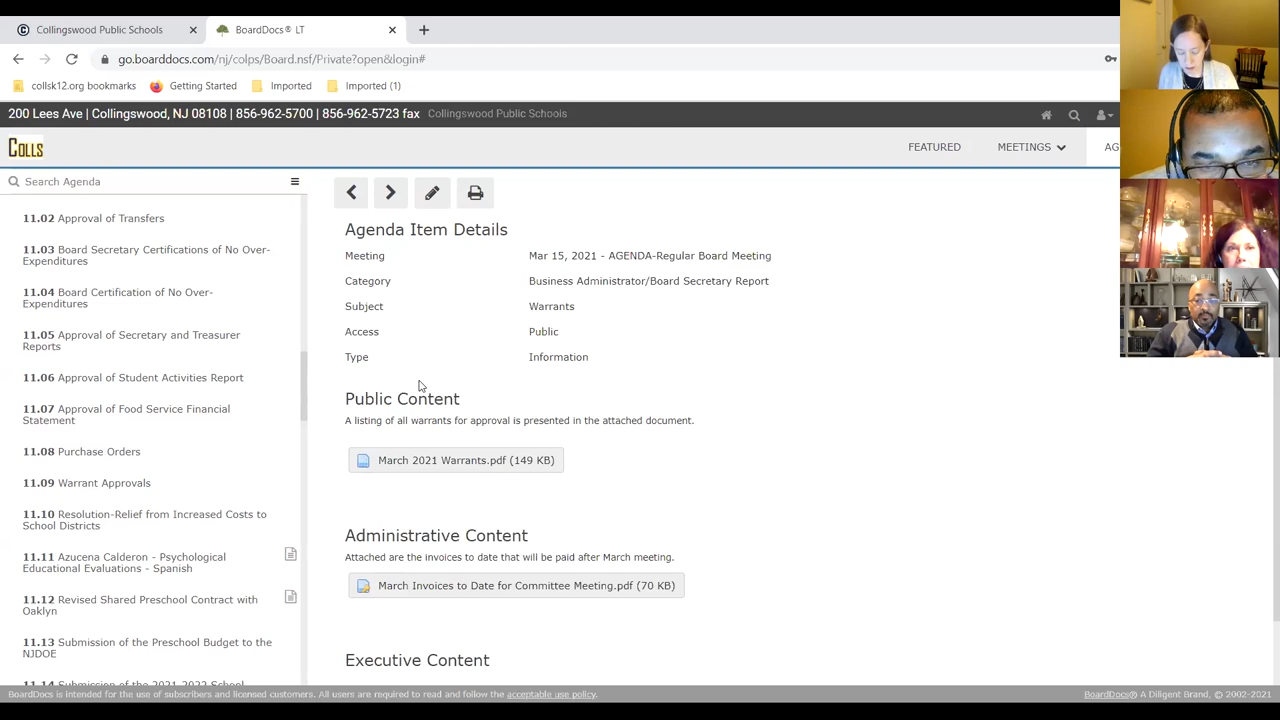 Collingswood Public Schools
BoardDocs® LT
go.boarddocs.com/nj/colps/Board.nsf/Private?open&login#
collsk12.org bookmarks
Getting Started
Imported
Imported (1)
200 Lees Ave | Collingswood, NJ 08108 | 856-962-5700 | 856-962-5723 fax
Collingswood Public Schools
COLLS
FEATURED
MEETINGS
AG
Search Agenda
11.02 Approval of Transfers
11.03 Board Secretary Certifications of No Over-
Expenditures
11.04 Board Certification of No Over-
Expenditures
11.05 Approval of Secretary and Treasurer
Reports
11.06 Approval of Student Activities Report
11.07 Approval of Food Service Financial
Statement
11.08 Purchase Orders
11.09 Warrant Approvals
11.10 Resolution-Relief from Increased Costs to
School Districts
11.11 Azucena Calderon - Psychological
Educational Evaluations - Spanish
11.12 Revised Shared Preschool Contract with
Oaklyn
11.13 Submission of the Preschool Budget to the
NJDOE
11.14 Submission of the 2021-2022 School
Agenda Item Details
Meeting Mar 15, 2021 - AGENDA-Regular Board Meeting
Category Business Administrator/Board Secretary Report
Subject Warrants
Access Public
Type Information
Public Content
A listing of all warrants for approval is presented in the attached document.
March 2021 Warrants.pdf (149 KB)
Administrative Content
Attached are the invoices to date that will be paid after March meeting.
March Invoices to Date for Committee Meeting.pdf (70 KB)
Executive Content
BoardDocs is intended for the use of subscribers and licensed customers. All users are required to read and follow the acceptable use policy.
BoardDocs® A Diligent Brand, © 2002-2021